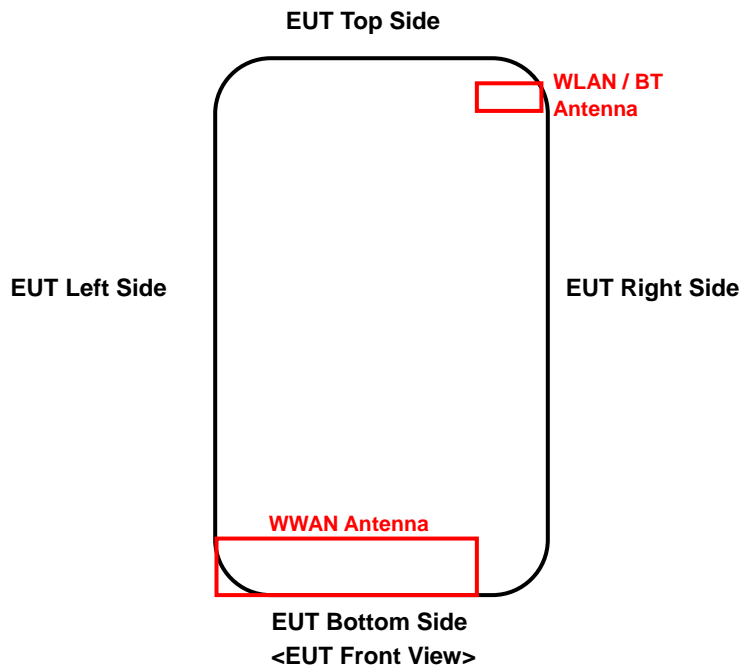 EUT Top Side
WLAN / BT
Antenna
EUT Left Side
EUT Right Side
WWAN Antenna
EUT Bottom Side
<EUT Front View>